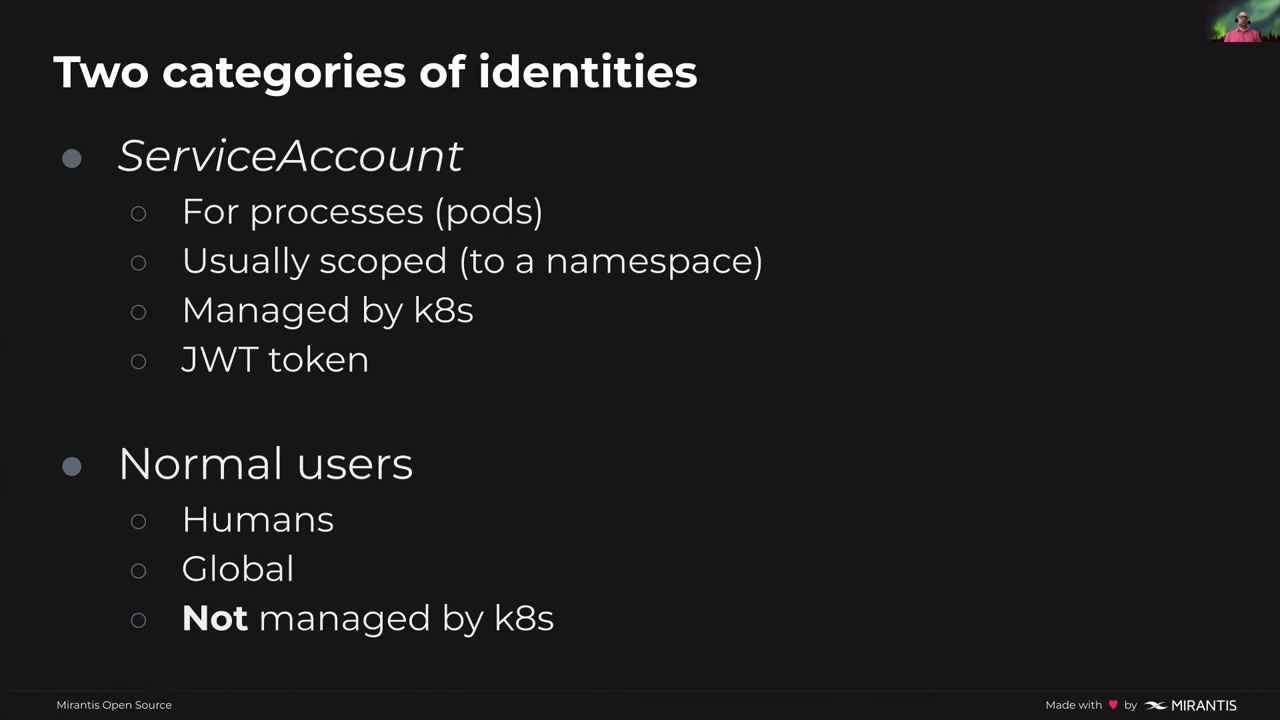 Two categories of identities
● ServiceAccount
○ For processes (pods)
○ Usually scoped (to a namespace)
○ Managed by k8s
○ JWT token
● Normal users
○ Humans
○ Global
○ Not managed by k8s
Mirantis Open Source
Made with ♥ by MIRANTIS